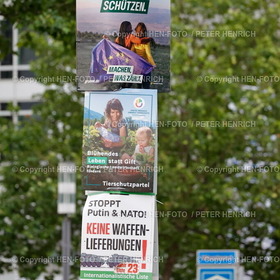 SCHÜTZEN.
MACHEN,
WAS ZÄHLT.
Blühendes
Leben statt Gift
Tierschutzpartei
STOPPT
Putin & NATO!
KEINE
WAFFEN-
LIEFERUNGEN!
23
Internationalistische Liste
Copyright HEN-FOTO / PETER HENRICH